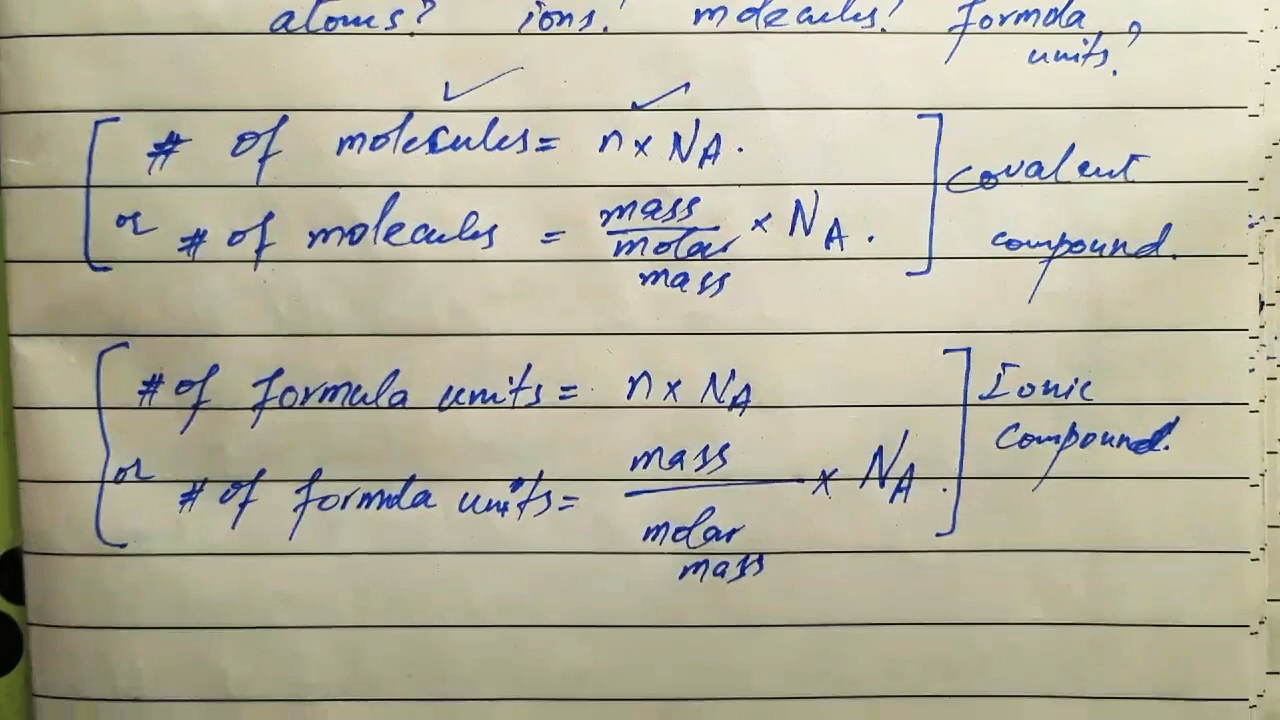 atoms? ions? molecules? formula
units?
# of molecules = n x NA.
or # of molecules = mass / molar mass x NA.
covalent
compound.
# of formula units = n x NA
or # of formula units = mass / molar mass x NA.
Ionic
compound.